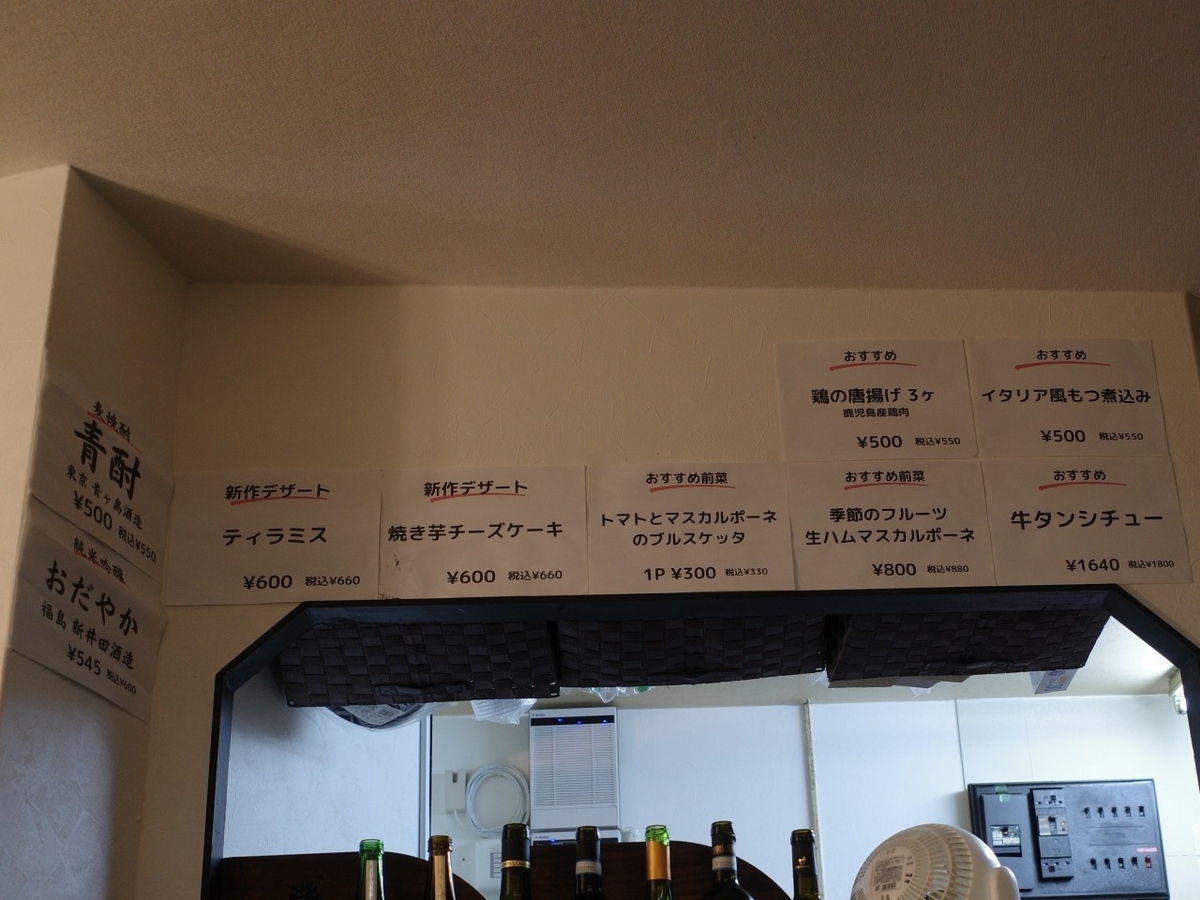 麦焼酎
青酎
東京 青ヶ島酒造
¥500 税込¥550
純米吟醸
おだやか
福島 新井田酒造
¥545 税込¥600
新作デザート
ティラミス
¥600 税込¥660
新作デザート
焼き芋チーズケーキ
¥600 税込¥660
おすすめ前菜
トマトとマスカルポーネ
のブルスケッタ
1P ¥300 税込¥330
おすすめ
鶏の唐揚げ 3ヶ
鹿児島産鶏肉
¥500 税込¥550
おすすめ
イタリア風もつ煮込み
¥500 税込¥550
おすすめ前菜
季節のフルーツ
生ハムマスカルポーネ
¥800 税込¥880
おすすめ
牛タンシチュー
¥1640 税込¥1800